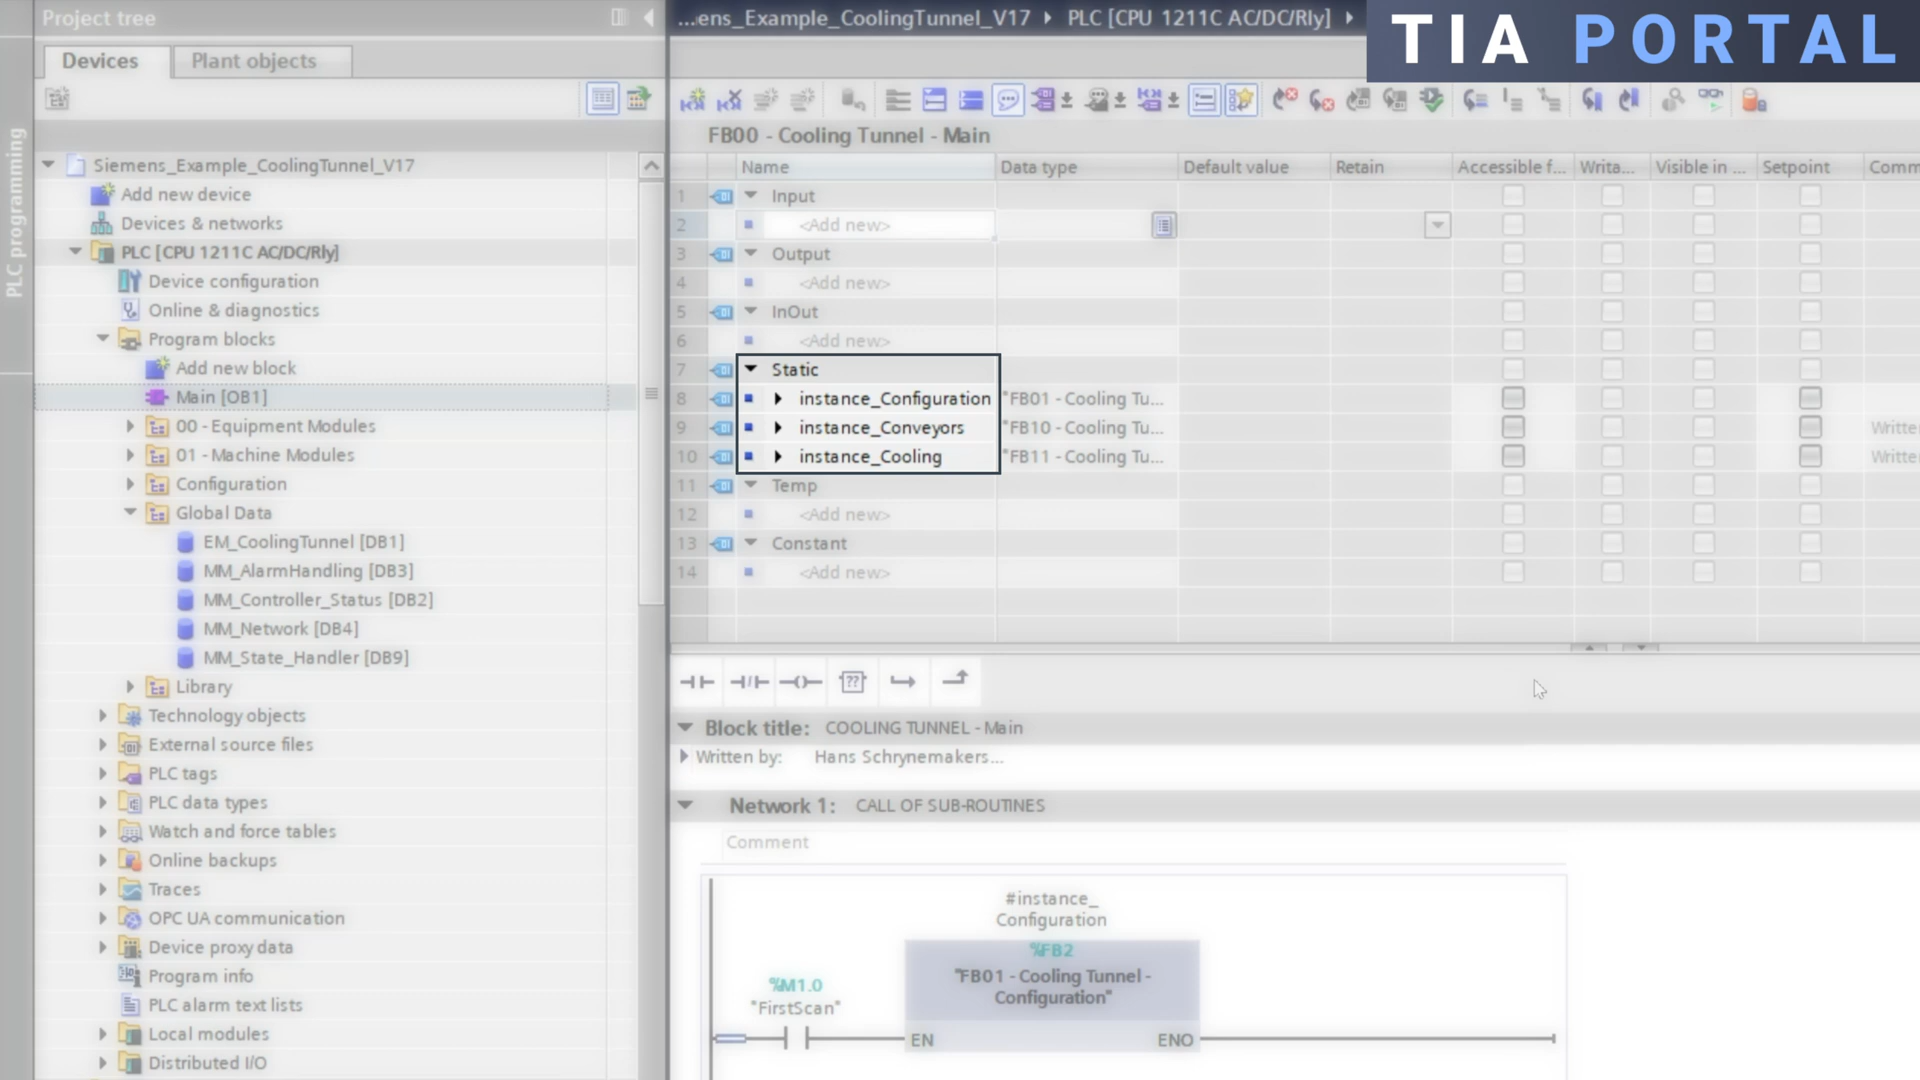 Project tree
...ens_Example_CoolingTunnel_V17 PLC [CPU 1211C AC/DC/Rly]
TIA PORTAL
Devices
Plant objects
PLC programming
Siemens_Example_CoolingTunnel_V17
Add new device
Devices & networks
PLC [CPU 1211C AC/DC/Rly]
Device configuration
Online & diagnostics
Program blocks
Add new block
Main [OB1]
00 - Equipment Modules
01 - Machine Modules
Configuration
Global Data
EM_CoolingTunnel [DB1]
MM_AlarmHandling [DB3]
MM_Controller_Status [DB2]
MM_Network [DB4]
MM_State_Handler [DB9]
Library
Technology objects
External source files
PLC tags
PLC data types
Watch and force tables
Online backups
Traces
OPC UA communication
Device proxy data
Program info
PLC alarm text lists
Local modules
Distributed I/O
FB00 - Cooling Tunnel - Main
Name Data type Default value Retain Accessible f... Writa... Visible in ... Setpoint Comm
1 Input
2 <Add new>
3 Output
4 <Add new>
5 InOut
6 <Add new>
7 Static
8 instance_Configuration "FB01 - Cooling Tu...
9 instance_Conveyors "FB10 - Cooling Tu... Writte
10 instance_Cooling "FB11 - Cooling Tu... Writte
11 Temp
12 <Add new>
13 Constant
14 <Add new>
??
Block title: COOLING TUNNEL - Main
Written by: Hans Schrynemakers...
Network 1: CALL OF SUB-ROUTINES
Comment
#instance_
Configuration
%FB2
"FB01 - Cooling Tunnel -
Configuration"
%M1.0
"FirstScan"
EN ENO